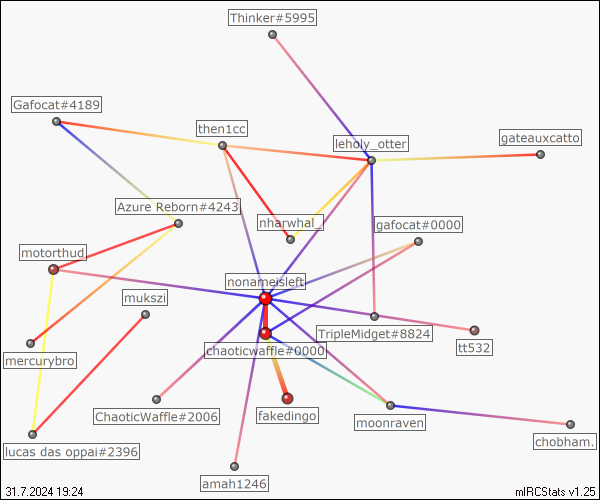 Thinker#5995
Gafocat#4189
then1cc
leholy_otter
gateauxcatto
Azure Reborn#4243
nharwhal_
gafocat#0000
motorthud
nonameisleft
mukszi
TripleMidget#8824
chaoticwaffle#0000
tt532
mercurybro
ChaoticWaffle#2006
fakedingo
moonraven
chobham.
lucas das oppai#2396
amah1246
31.7.2024 19:24
mIRCStats v1.25